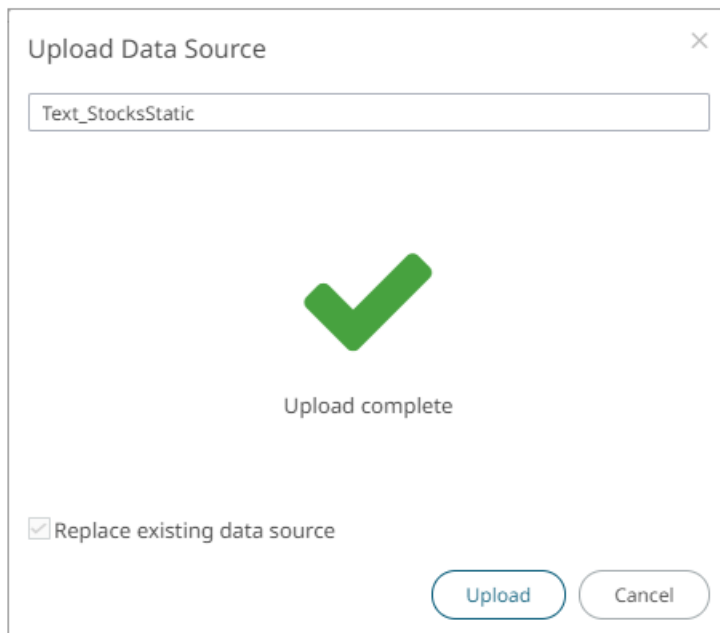 Upload Data Source
Text_StocksStatic
Upload complete
Replace existing data source
Upload
Cancel